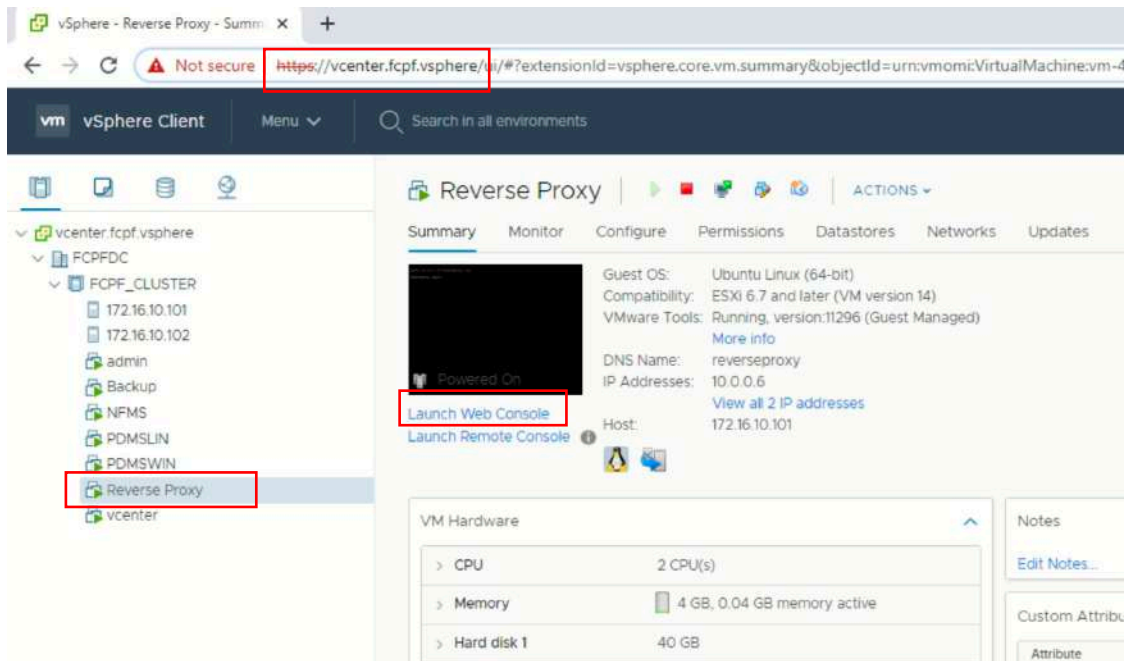 vSphere - Reverse Proxy - Summ
Not secure https://vcenter.fcpf.vsphere/ui/#?extensionId=vsphere.core.vm.summary&objectId=urn:vmomi:VirtualMachine:vm-4
vm vSphere Client Menu Search in all environments
vcenter.fcpf.vsphere
FCPFDC
FCPF_CLUSTER
172.16.10.101
172.16.10.102
admin
Backup
NFMS
PDMSLIN
PDMSWIN
Reverse Proxy
vcenter
Reverse Proxy ACTIONS
Summary Monitor Configure Permissions Datastores Networks Updates
Powered On
Launch Web Console
Launch Remote Console
Guest OS: Ubuntu Linux (64-bit)
Compatibility: ESXi 6.7 and later (VM version 14)
VMware Tools: Running, version:11296 (Guest Managed)
More info
DNS Name: reverseproxy
IP Addresses: 10.0.0.6
View all 2 IP addresses
Host: 172.16.10.101
VM Hardware
CPU 2 CPU(s)
Memory 4 GB, 0.04 GB memory active
Hard disk 1 40 GB
Notes
Edit Notes...
Custom Attribu
Attribute